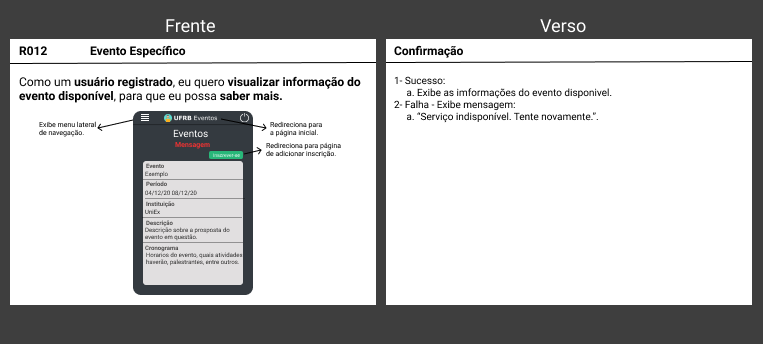 Frente
R012 Evento Específico
Como um usuário registrado, eu quero visualizar informação do
evento disponível, para que eu possa saber mais.
Exibe menu lateral
de navegação.
UFRB Eventos
Redireciona para
a página inicial.
Eventos
Mensagem
Redireciona para página
de adicionar inscrição.
Inscrever-se
Evento
Exemplo
Período
04/12/20 08/12/20
Instituição
UniEx
Descrição
Descrição sobre a prosposta do
evento em questão.
Cronograma
Horarios do evento, quais atividades
haverão, palestrantes, entre outros.
Verso
Confirmação
1- Sucesso:
a. Exibe as imformações do evento disponivel.
2- Falha - Exibe mensagem:
a. “Serviço indisponível. Tente novamente.”.